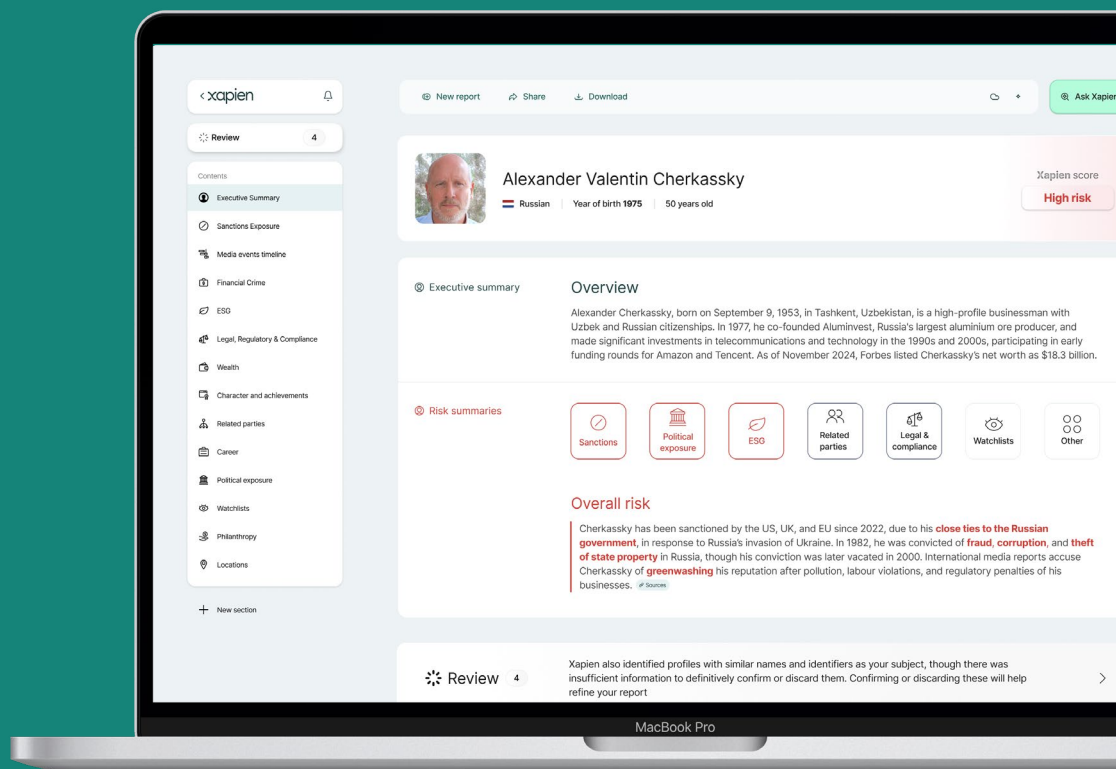 xapien
Review 4
Contents
Executive Summary
Sanctions Exposure
Media events timeline
Financial Crime
ESG
Legal, Regulatory & Compliance
Wealth
Character and achievements
Related parties
Career
Political exposure
Watchlists
Philanthropy
Locations
New section
New report Share Download
Ask Xapien
Alexander Valentin Cherkassky
Russian Year of birth 1975 50 years old
Xapien score
High risk
Executive summary
Overview
Alexander Cherkassky, born on September 9, 1953, in Tashkent, Uzbekistan, is a high-profile businessman with
Uzbek and Russian citizenships. In 1977, he co-founded Aluminvest, Russia's largest aluminium ore producer, and
made significant investments in telecommunications and technology in the 1990s and 2000s, participating in early
funding rounds for Amazon and Tencent. As of November 2024, Forbes listed Cherkassky's net worth as $18.3 billion.
Risk summaries
Sanctions
Political
exposure
ESG
Related
parties
Legal &
compliance
Watchlists
Other
Overall risk
Cherkassky has been sanctioned by the US, UK, and EU since 2022, due to his close ties to the Russian
government, in response to Russia's invasion of Ukraine. In 1982, he was convicted of fraud, corruption, and theft
of state property in Russia, though his conviction was later vacated in 2000. International media reports accuse
Cherkassky of greenwashing his reputation after pollution, labour violations, and regulatory penalties of his
businesses. Sources
Review 4
Xapien also identified profiles with similar names and identifiers as your subject, though there was
insufficient information to definitively confirm or discard them. Confirming or discarding these will help
refine your report
MacBook Pro